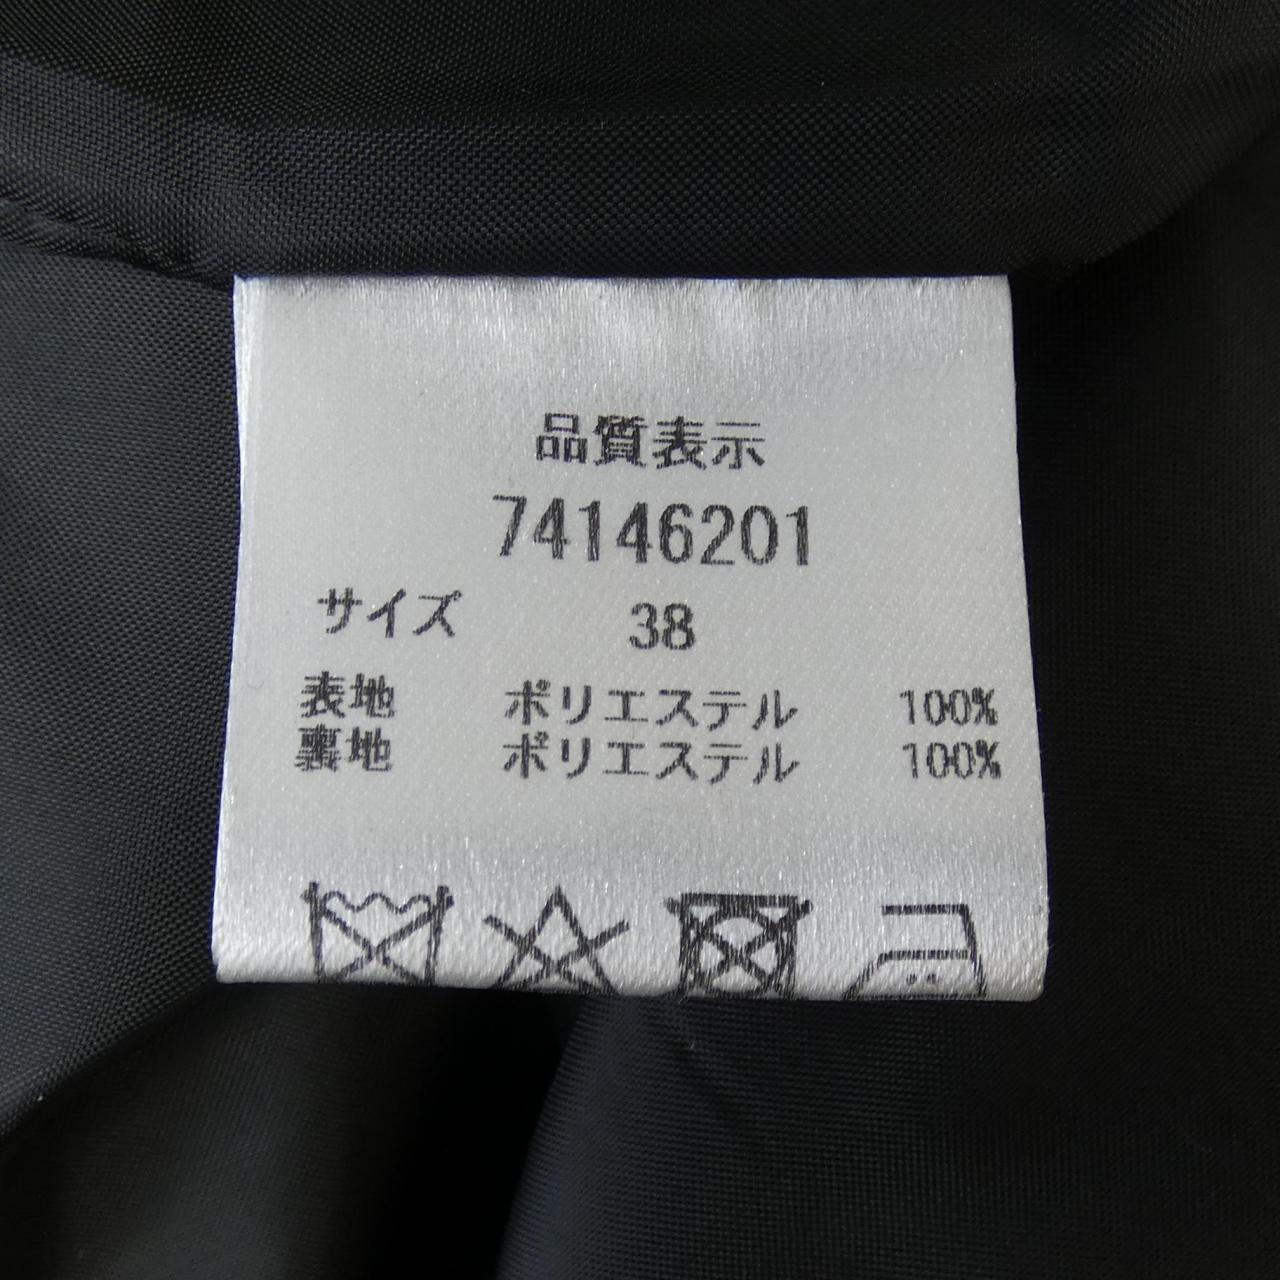 品質表示
74146201
サイズ 38
表地 ポリエステル 100%
裏地 ポリエステル 100%